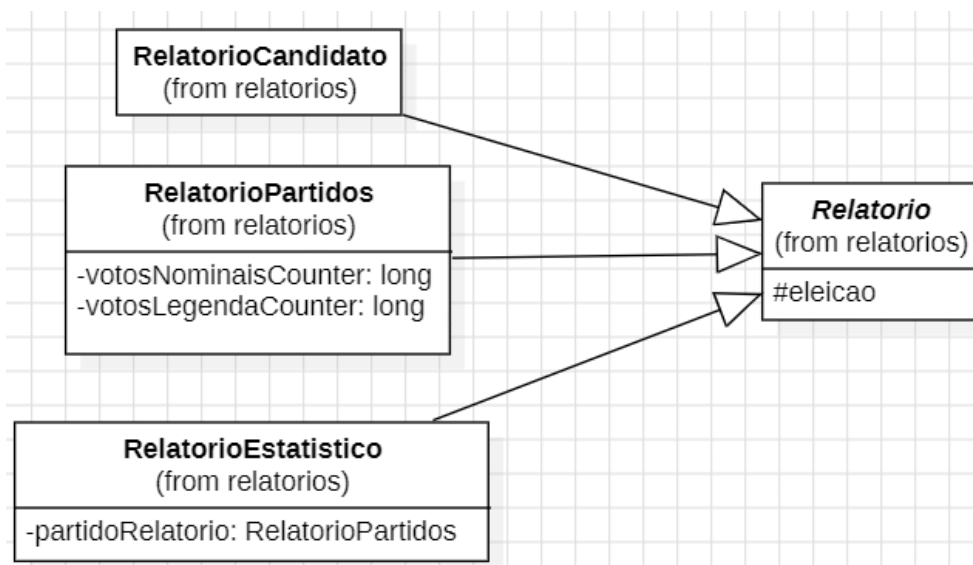 RelatorioCandidato
(from relatorios)
RelatorioPartidos
(from relatorios)
-votosNominaisCounter: long
-votosLegendaCounter: long
Relatorio
(from relatorios)
#eleicao
RelatorioEstatistico
(from relatorios)
-partidoRelatorio: RelatorioPartidos